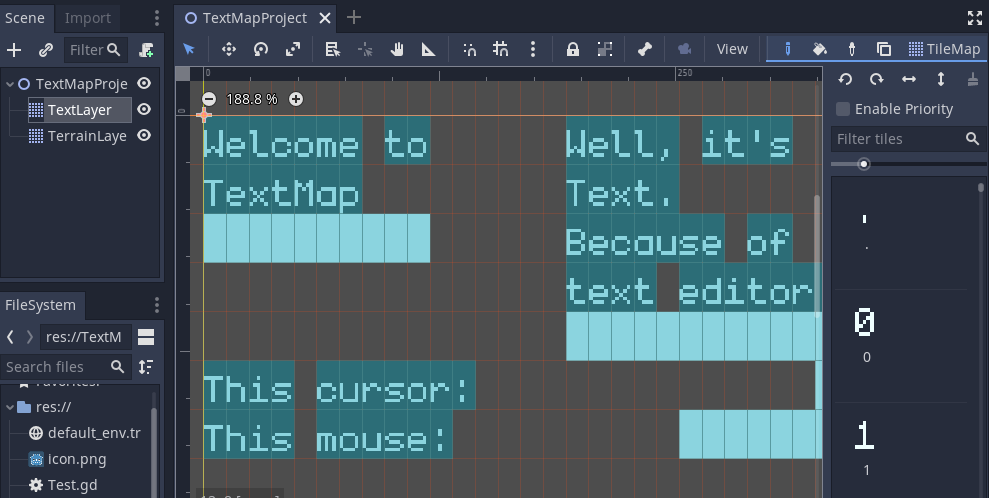 Scene Import
TextMapProject
Filter
View
TileMap
TextMapProje
TextLayer
TerrainLaye
0 250
0
188.8 %
Enable Priority
Filter tiles
Welcome to
TextMap
Well, it's
Text.
Because of
text editor
This cursor:
This mouse:
.
0
0
1
1
FileSystem
res://TextM
Search files
Favorites:
res://
default_env.tr
icon.png
Test.gd